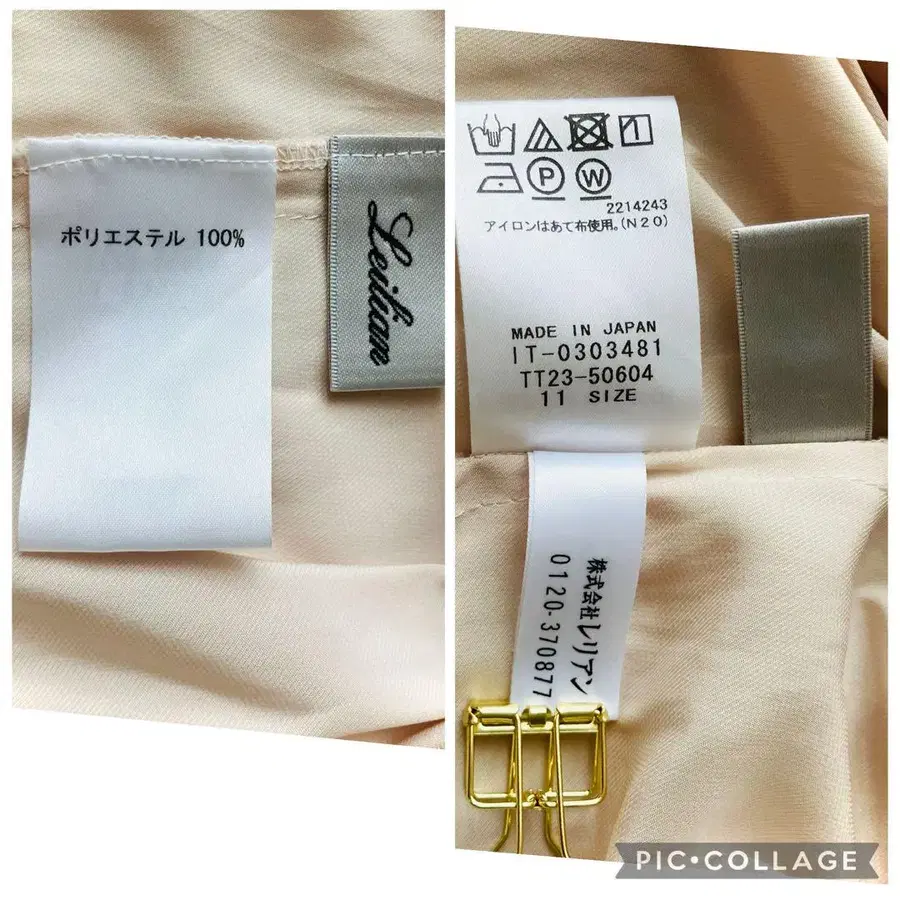 ポリエステル 100%
Leilian
P W
2214243
アイロンはあて布使用。(N20)
MADE IN JAPAN
IT-0303481
TT23-50604
11 SIZE
株式会社レリアン
0120-370877
PIC•COLLAGE